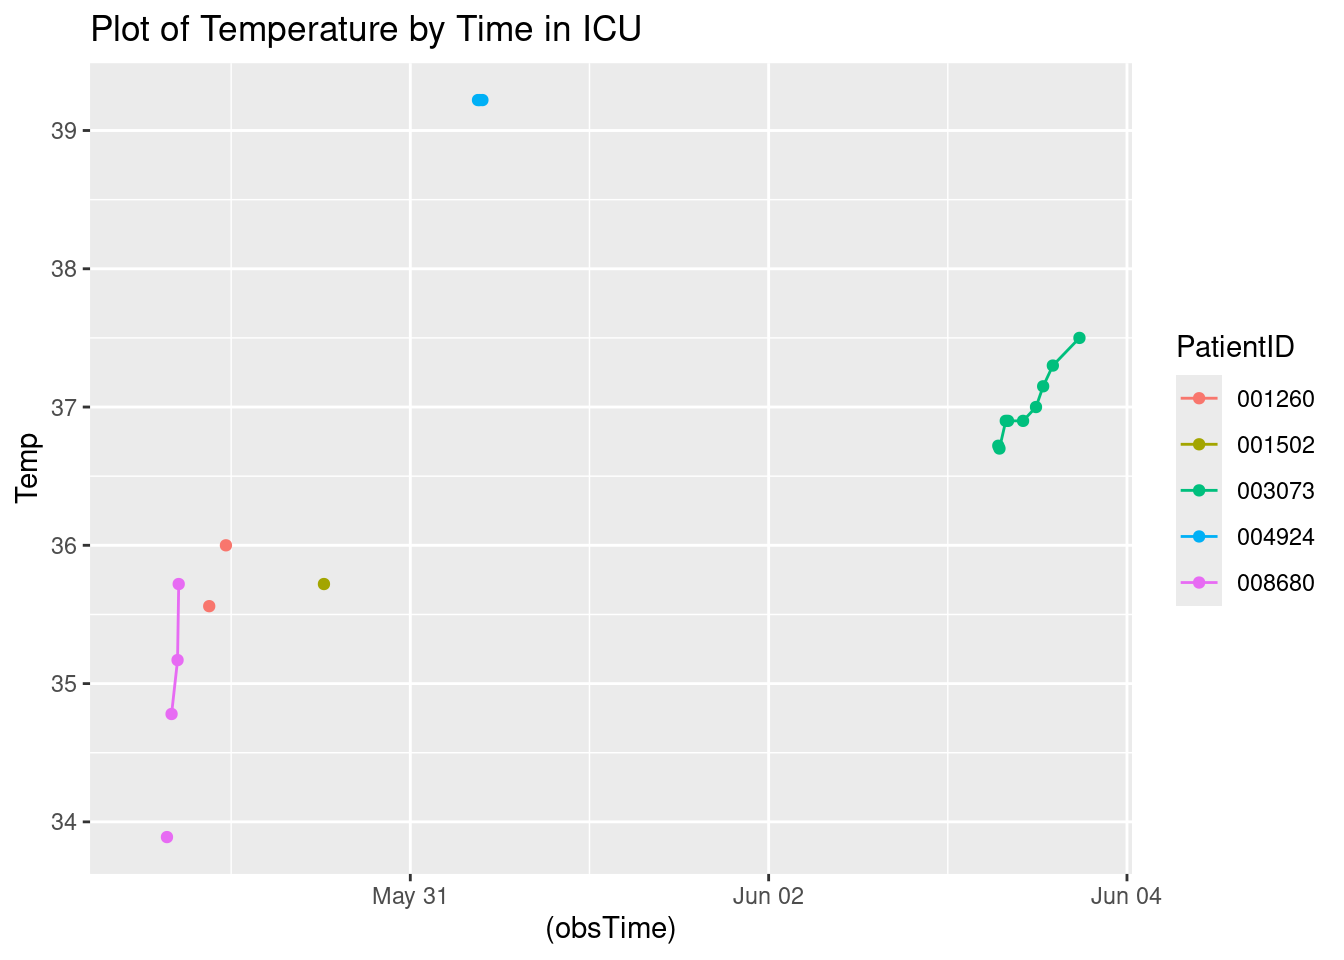 Plot of Temperature by Time in ICU
39
38
37
36
35
34
Temp
May 31
Jun 02
Jun 04
(obsTime)
PatientID
001260
001502
003073
004924
008680